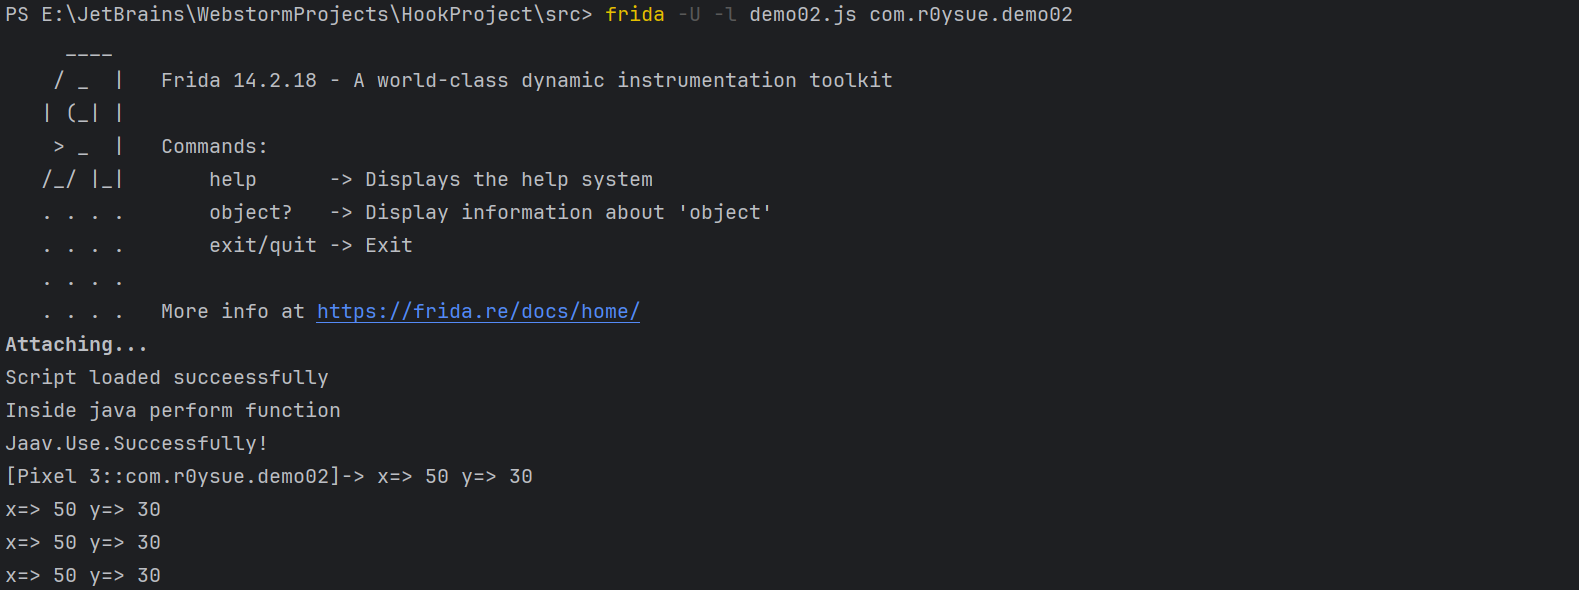 PS E:\JetBrains\WebstormProjects\HookProject\src> frida -U -l demo02.js com.r0ysue.demo02
     ____
    / _  |   Frida 14.2.18 - A world-class dynamic instrumentation toolkit
   | (_| |
    > _  |   Commands:
   /_/ |_|       help      -> Displays the help system
   . . . .       object?   -> Display information about 'object'
   . . . .       exit/quit -> Exit
   . . . .
   . . . .   More info at https://frida.re/docs/home/
Attaching...
Script loaded succeessfully
Inside java perform function
Jaav.Use.Successfully!
[Pixel 3::com.r0ysue.demo02]-> x=> 50 y=> 30
x=> 50 y=> 30
x=> 50 y=> 30
x=> 50 y=> 30